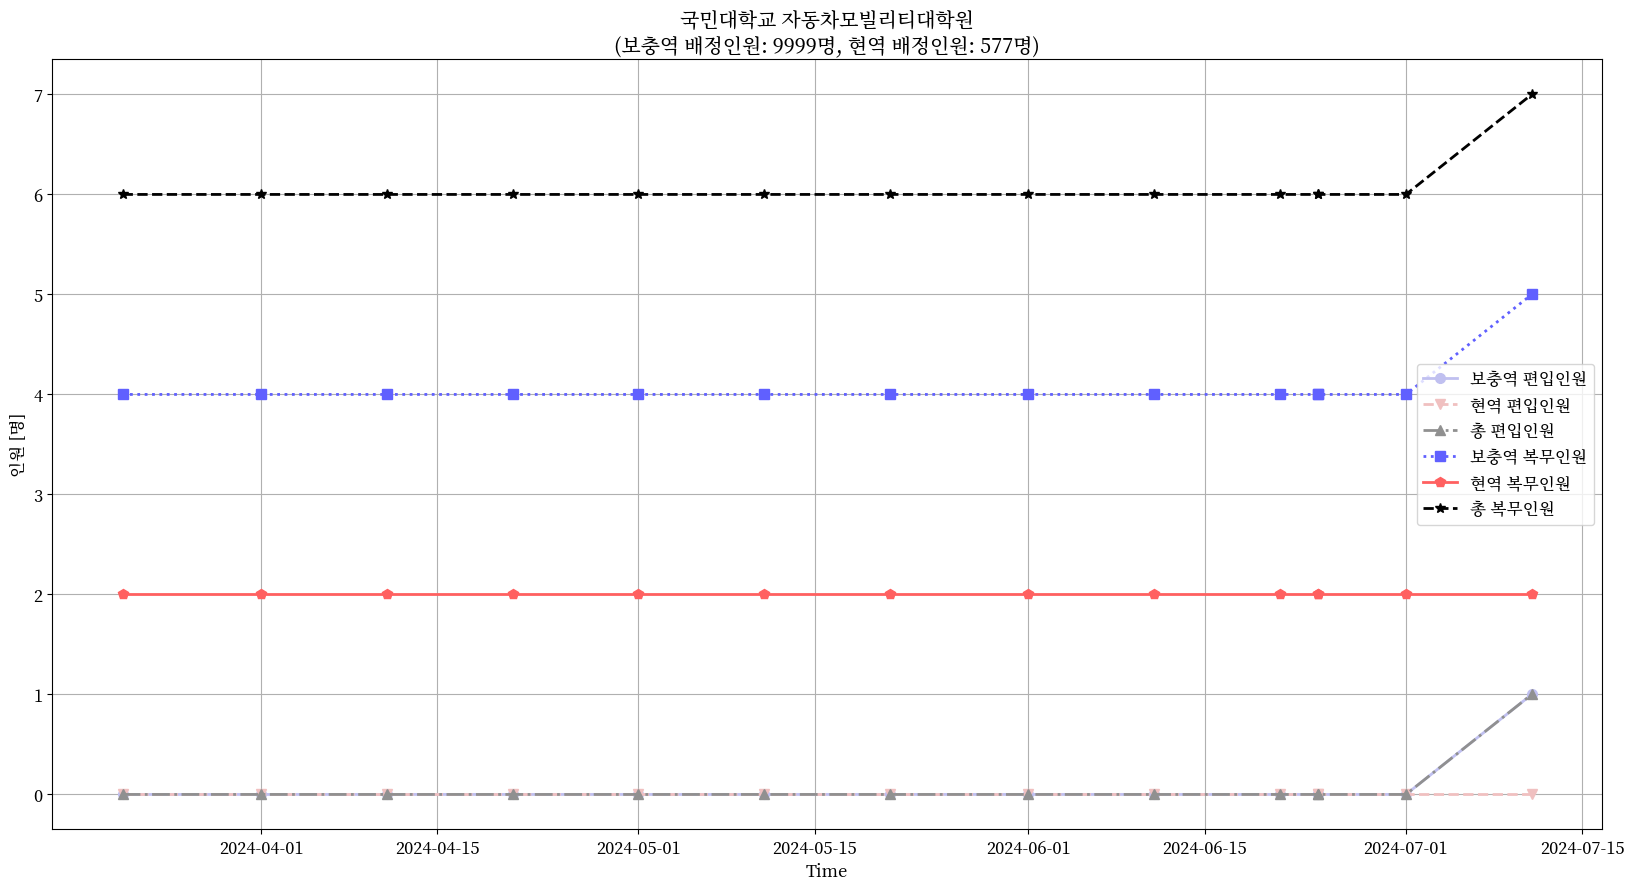 국민대학교 자동차모빌리티대학원
(보충역 배정인원: 9999명, 현역 배정인원: 577명)
인원 [명]
7
6
5
4
3
2
1
0
보충역 편입인원
현역 편입인원
총 편입인원
보충역 복무인원
현역 복무인원
총 복무인원
2024-04-01
2024-04-15
2024-05-01
2024-05-15
2024-06-01
2024-06-15
2024-07-01
2024-07-15
Time